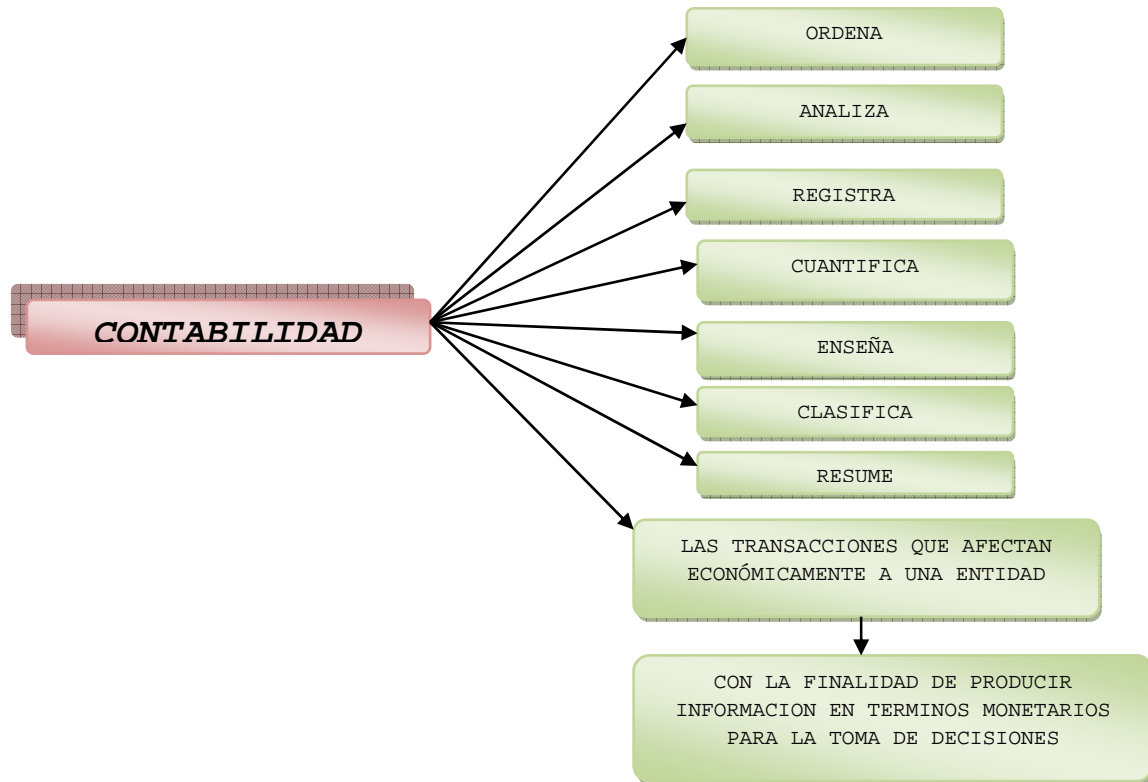 CONTABILIDAD
ORDENA
ANALIZA
REGISTRA
CUANTIFICA
ENSEÑA
CLASIFICA
RESUME
LAS TRANSACCIONES QUE AFECTAN
ECONÓMICAMENTE A UNA ENTIDAD
CON LA FINALIDAD DE PRODUCIR
INFORMACION EN TERMINOS MONETARIOS
PARA LA TOMA DE DECISIONES